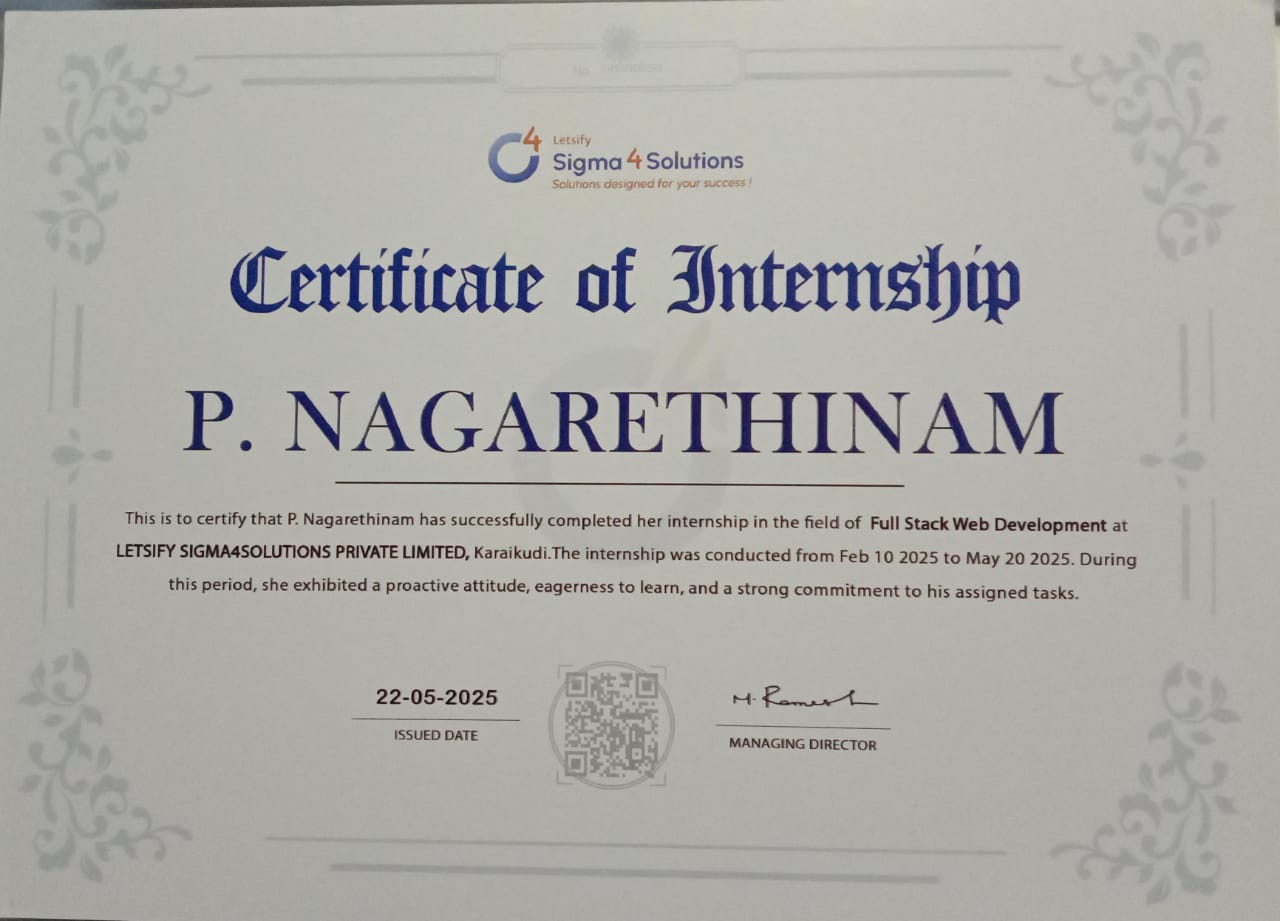 No
Letsify
Sigma 4 Solutions
Solutions designed for your success !
Certificate of Internship
P. NAGARETHINAM
This is to certify that P. Nagarethinam has successfully completed her internship in the field of Full Stack Web Development at
LETSIFY SIGMA4SOLUTIONS PRIVATE LIMITED, Karaikudi.The internship was conducted from Feb 10 2025 to May 20 2025. During
this period, she exhibited a proactive attitude, eagerness to learn, and a strong commitment to his assigned tasks.
22-05-2025
ISSUED DATE
M. Ramesh
MANAGING DIRECTOR